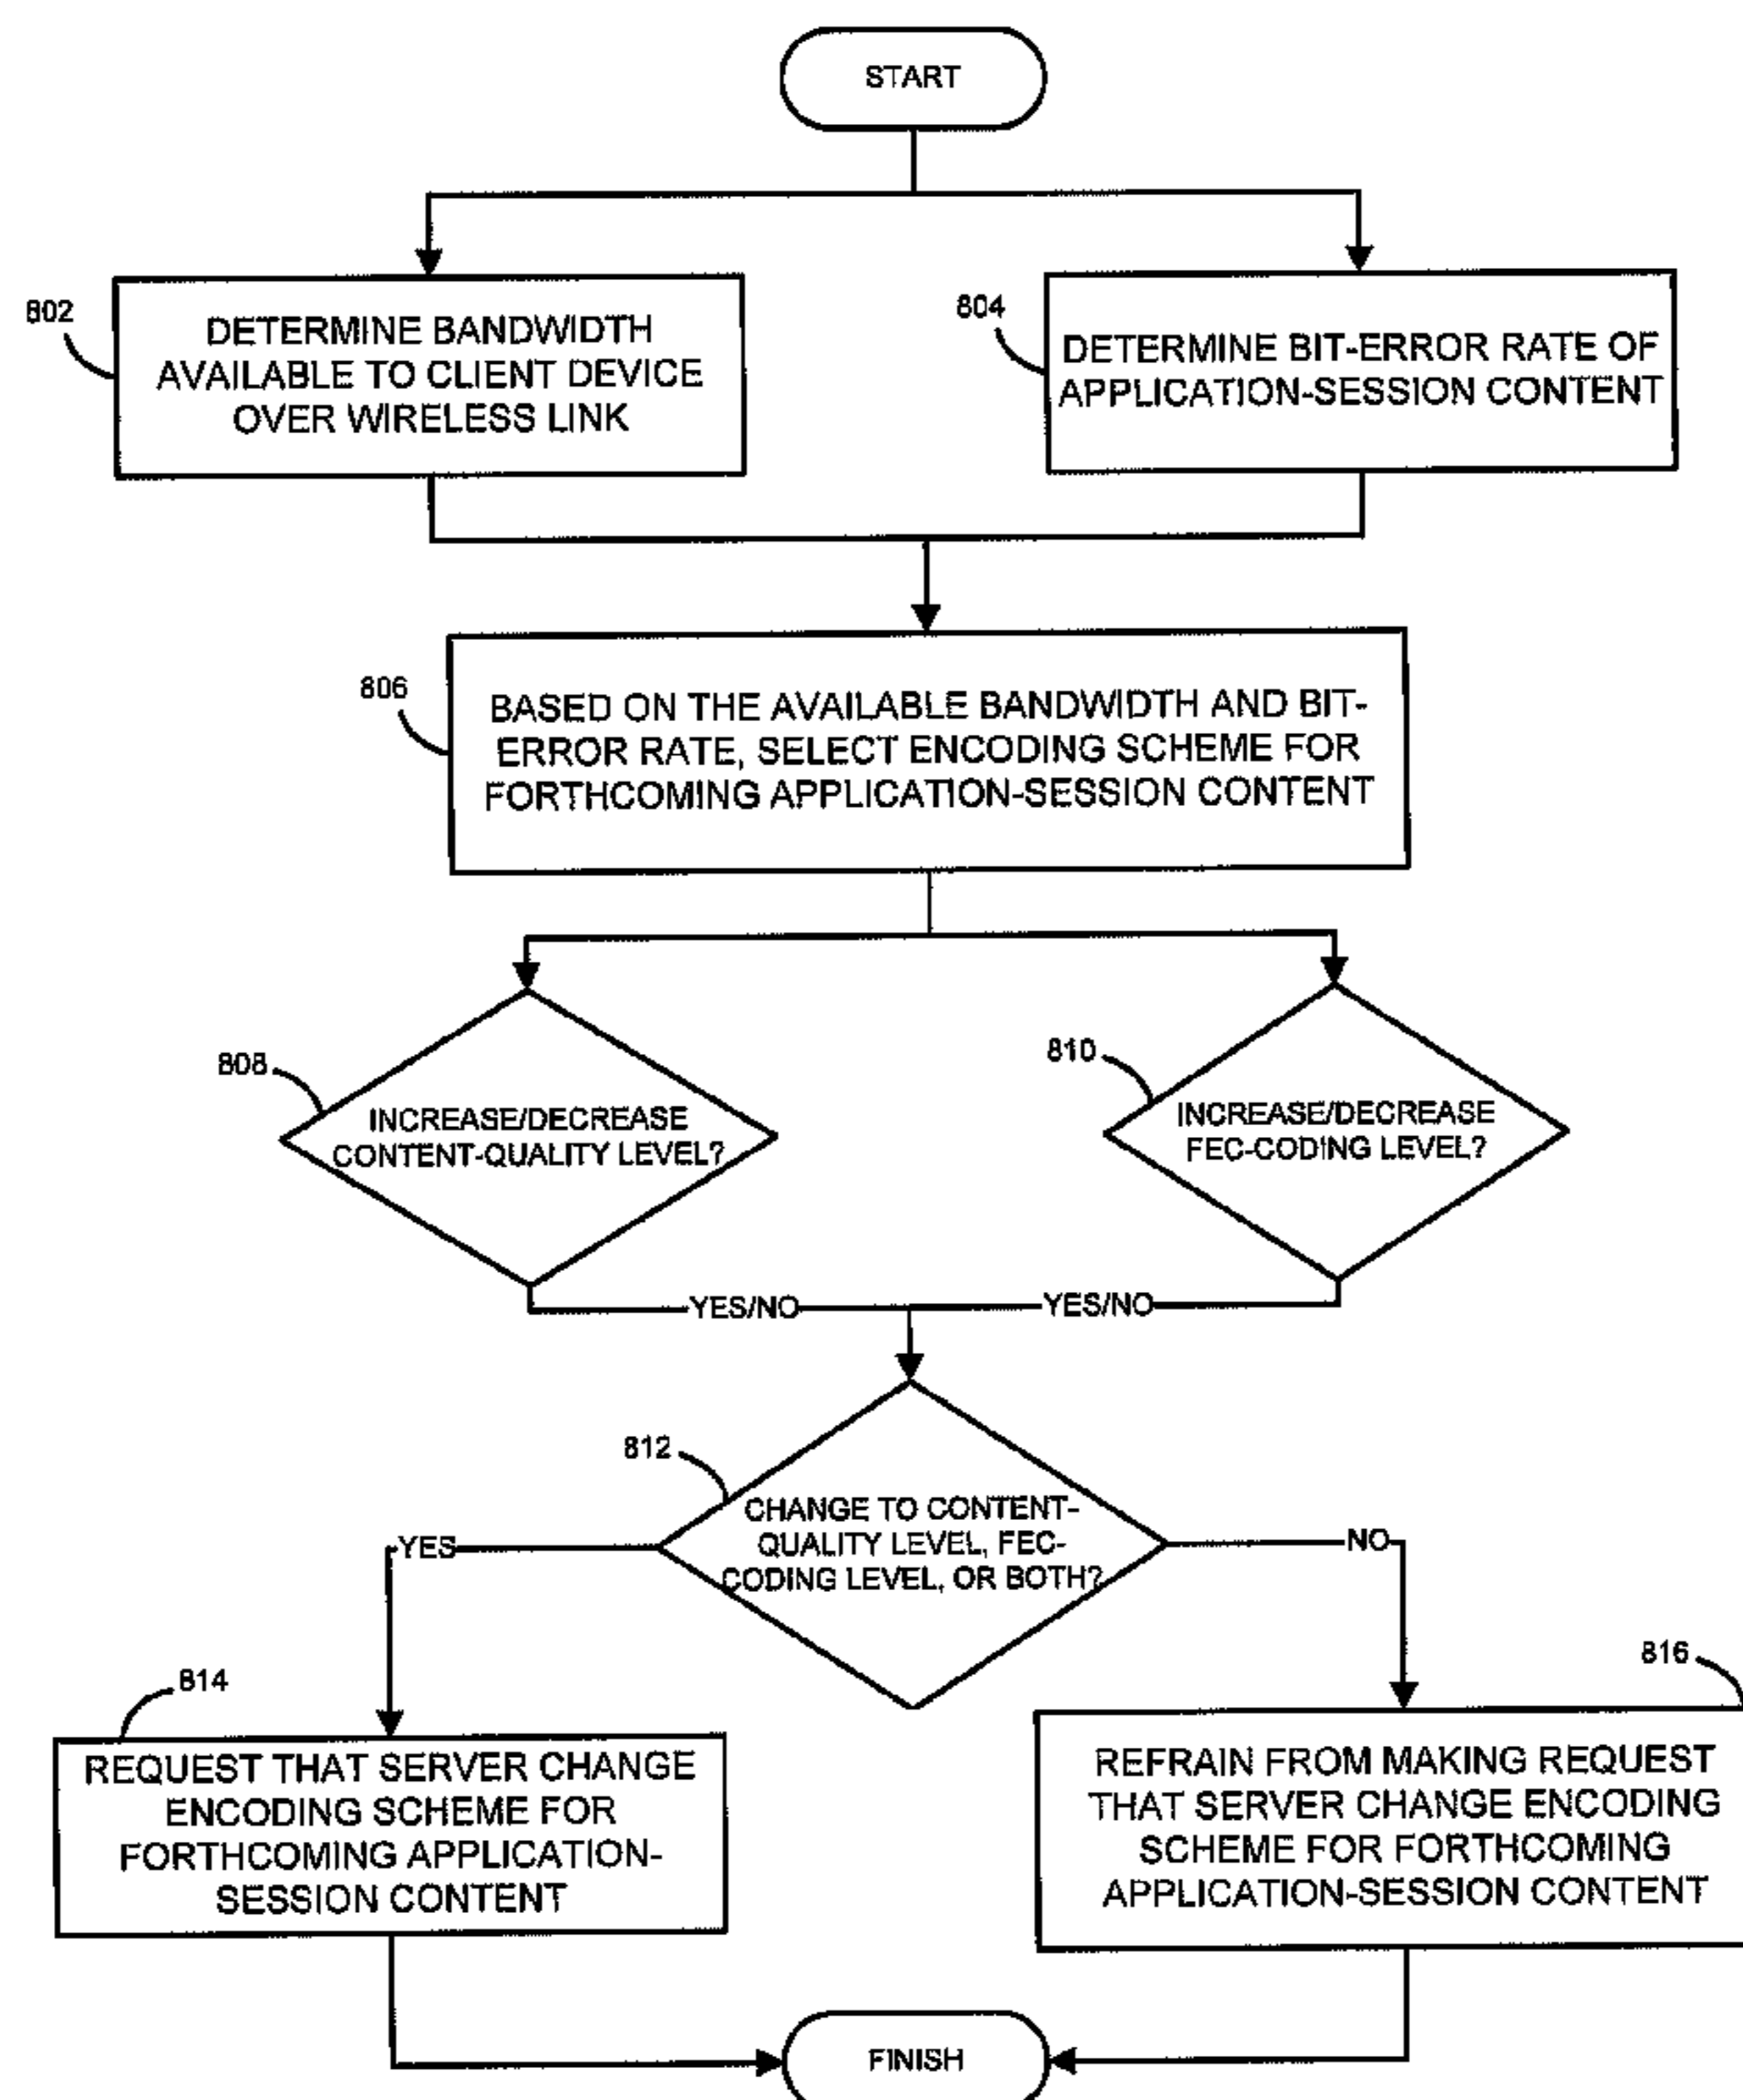 START
802
DETERMINE BANDWIDTH
AVAILABLE TO CLIENT DEVICE
OVER WIRELESS LINK
804
DETERMINE BIT-ERROR RATE OF
APPLICATION-SESSION CONTENT
806
BASED ON THE AVAILABLE BANDWIDTH AND BIT-
ERROR RATE, SELECT ENCODING SCHEME FOR
FORTHCOMING APPLICATION-SESSION CONTENT
808
INCREASE/DECREASE
CONTENT-QUALITY LEVEL?
810
INCREASE/DECREASE
FEC-CODING LEVEL?
YES/NO
YES/NO
812
CHANGE TO CONTENT-
QUALITY LEVEL, FEC-
CODING LEVEL, OR BOTH?
YES
NO
814
REQUEST THAT SERVER CHANGE
ENCODING SCHEME FOR
FORTHCOMING APPLICATION-
SESSION CONTENT
816
REFRAIN FROM MAKING REQUEST
THAT SERVER CHANGE ENCODING
SCHEME FOR FORTHCOMING
APPLICATION-SESSION CONTENT
FINISH